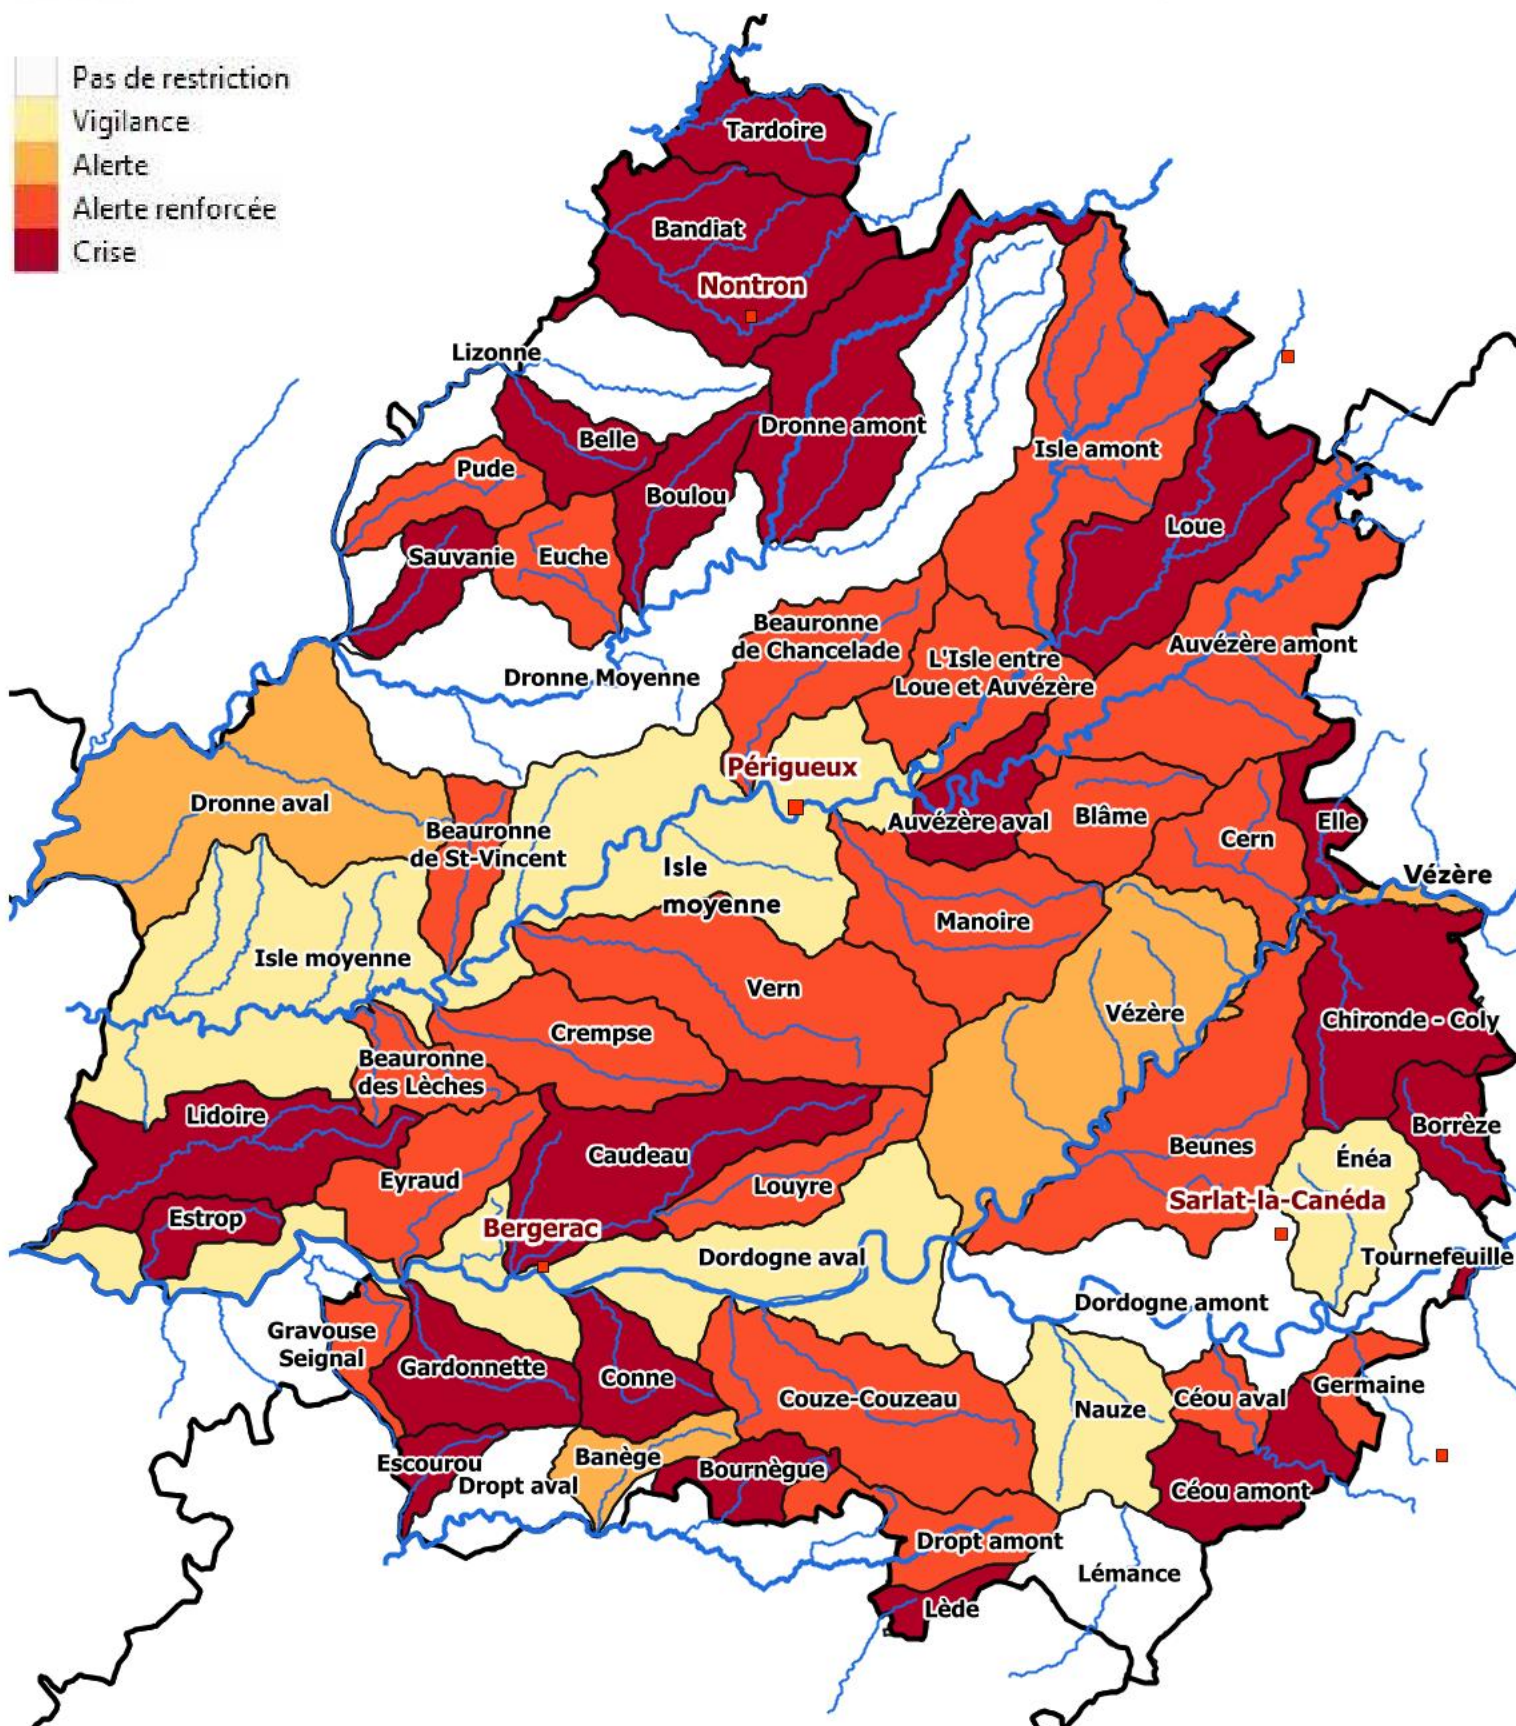 Pas de restriction
Vigilance
Alerte
Alerte renforcée
Crise
Tardoire
Bandiat
Nontron
Lizonne
Belle
Dronne amont
Isle amont
Pude
Boulou
Loue
Sauvanie
Euche
Beauronne
de Chancelade
L'Isle entre
Loue et Auvézère
Auvézère amont
Dronne Moyenne
Périgueux
Dronne aval
Beauronne
de St-Vincent
Auvézère aval
Blâme
Cern
Elle
Isle
moyenne
Vézère
Manoire
Isle moyenne
Vern
Vézère
Chironde - Coly
Crempse
Beauronne
des Lèches
Lidoire
Caudeau
Beunes
Borrèze
Énéa
Eyraud
Louyre
Sarlat-la-Canéda
Estrop
Bergerac
Dordogne aval
Tournefeuille
Dordogne amont
Gravouse
Seignal
Gardonnette
Conne
Couze-Couzeau
Nauze
Céou aval
Germaine
Escourou
Dropt aval
Banège
Bournègue
Céou amont
Dropt amont
Lémance
Lède